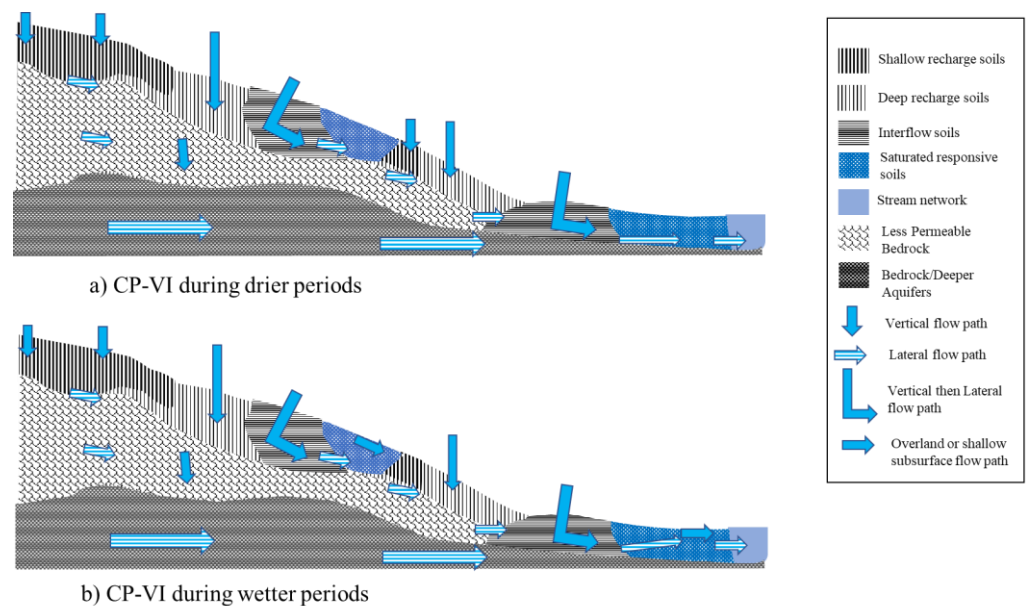 a) CP-VI during drier periods
b) CP-VI during wetter periods
Shallow recharge soils
Deep recharge soils
Interflow soils
Saturated responsive
soils
Stream network
Less Permeable
Bedrock
Bedrock/Deeper
Aquifers
Vertical flow path
Lateral flow path
Vertical then Lateral
flow path
Overland or shallow
subsurface flow path